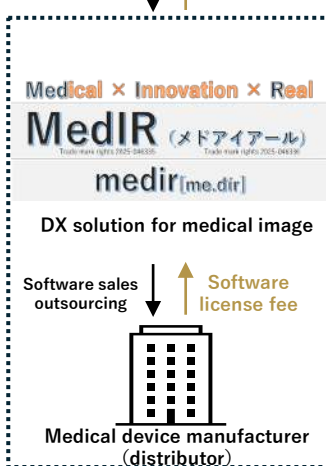 Medical × Innovation × Real
MedIR (メドアイアール)
Trade mark rights 2025-046335 Trade mark rights 2025-046336
medir[me.dír]
DX solution for medical image
Software sales
outsourcing
Software
license fee
Medical device manufacturer
(distributor)